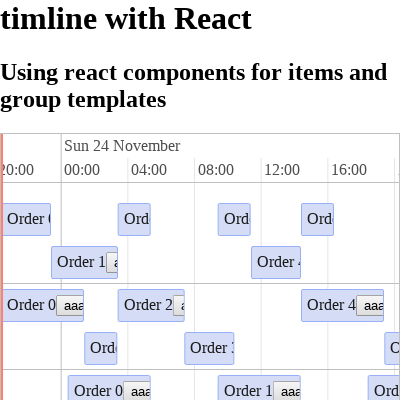 timline with React
Using react components for items and
group templates
Sun 24 November
20:00 00:00 04:00 08:00 12:00 16:00
Order Ord Ord Ord
Order 1 a Order 4
Order 0 aaa Order 2 a Order 4 aaa
Ord Order 3 O
Order 0 aaa Order 1 aaa Ord